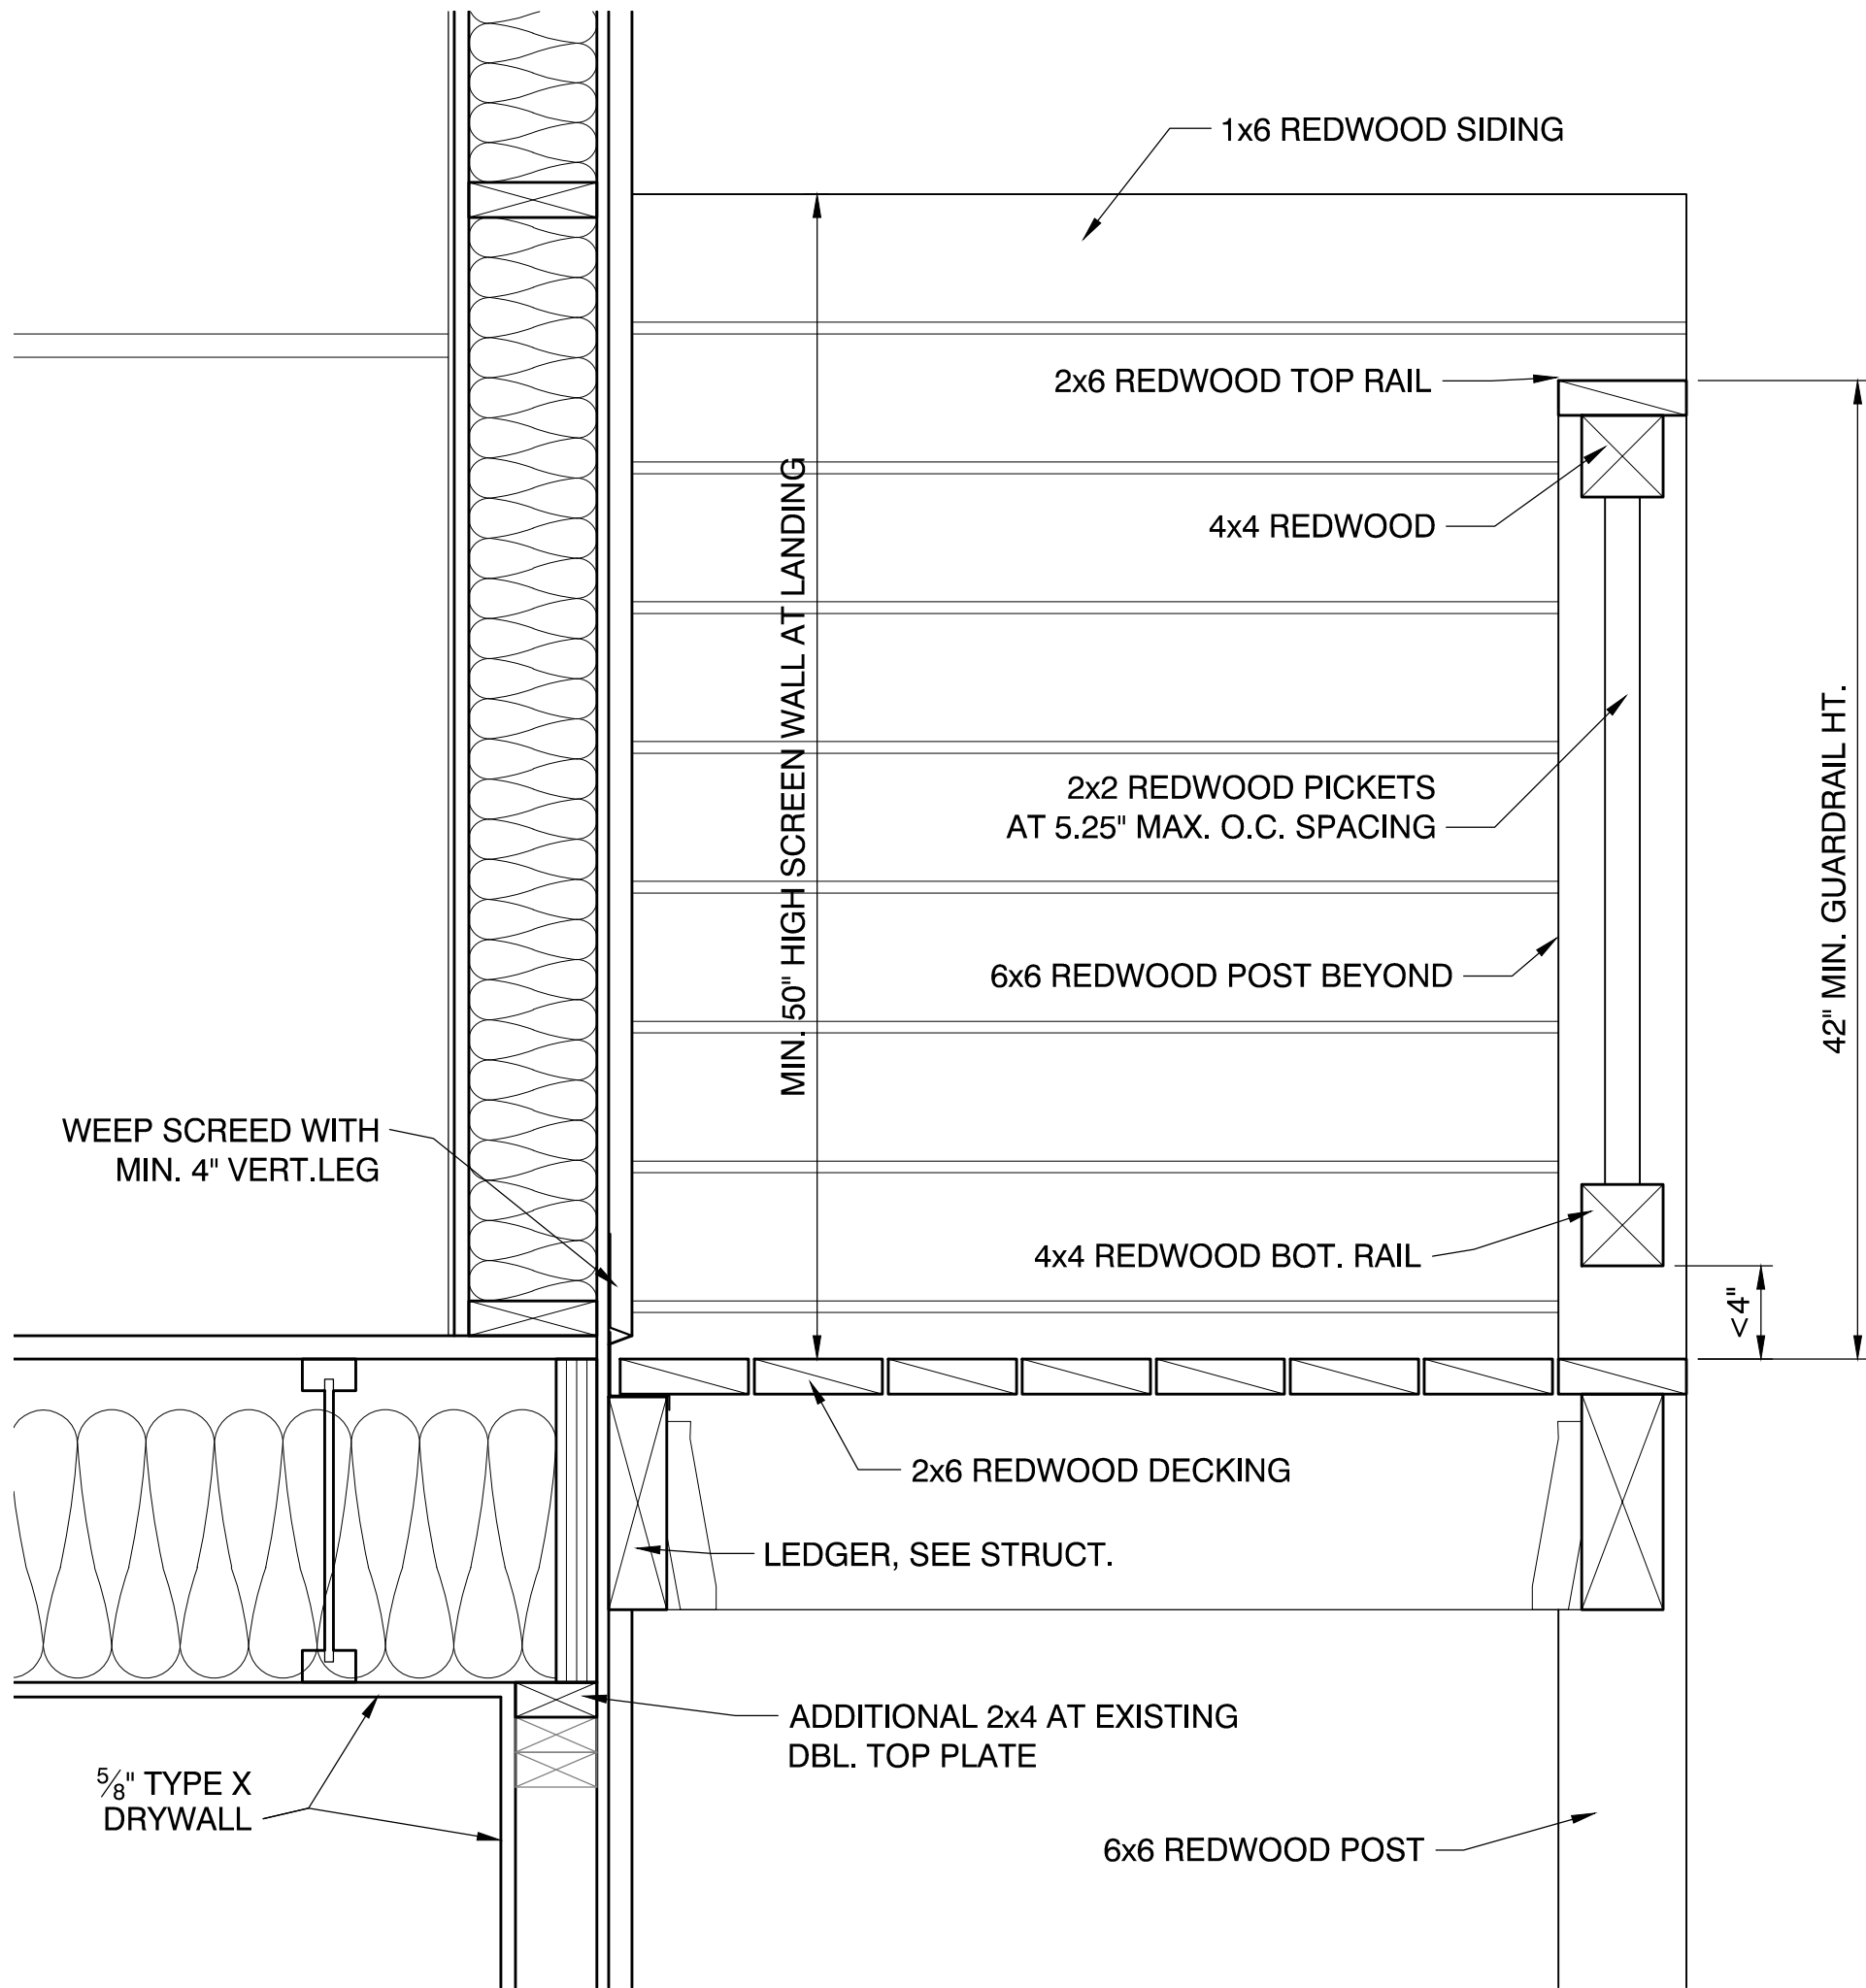 1x6 REDWOOD SIDING
2x6 REDWOOD TOP RAIL
4x4 REDWOOD
MIN. 50" HIGH SCREEN WALL AT LANDING
2x2 REDWOOD PICKETS
AT 5.25" MAX. O.C. SPACING
42" MIN. GUARDRAIL HT.
6x6 REDWOOD POST BEYOND
WEEP SCREED WITH
MIN. 4" VERT.LEG
4x4 REDWOOD BOT. RAIL
<4"
2x6 REDWOOD DECKING
LEDGER, SEE STRUCT.
ADDITIONAL 2x4 AT EXISTING
DBL. TOP PLATE
5/8" TYPE X
DRYWALL
6x6 REDWOOD POST